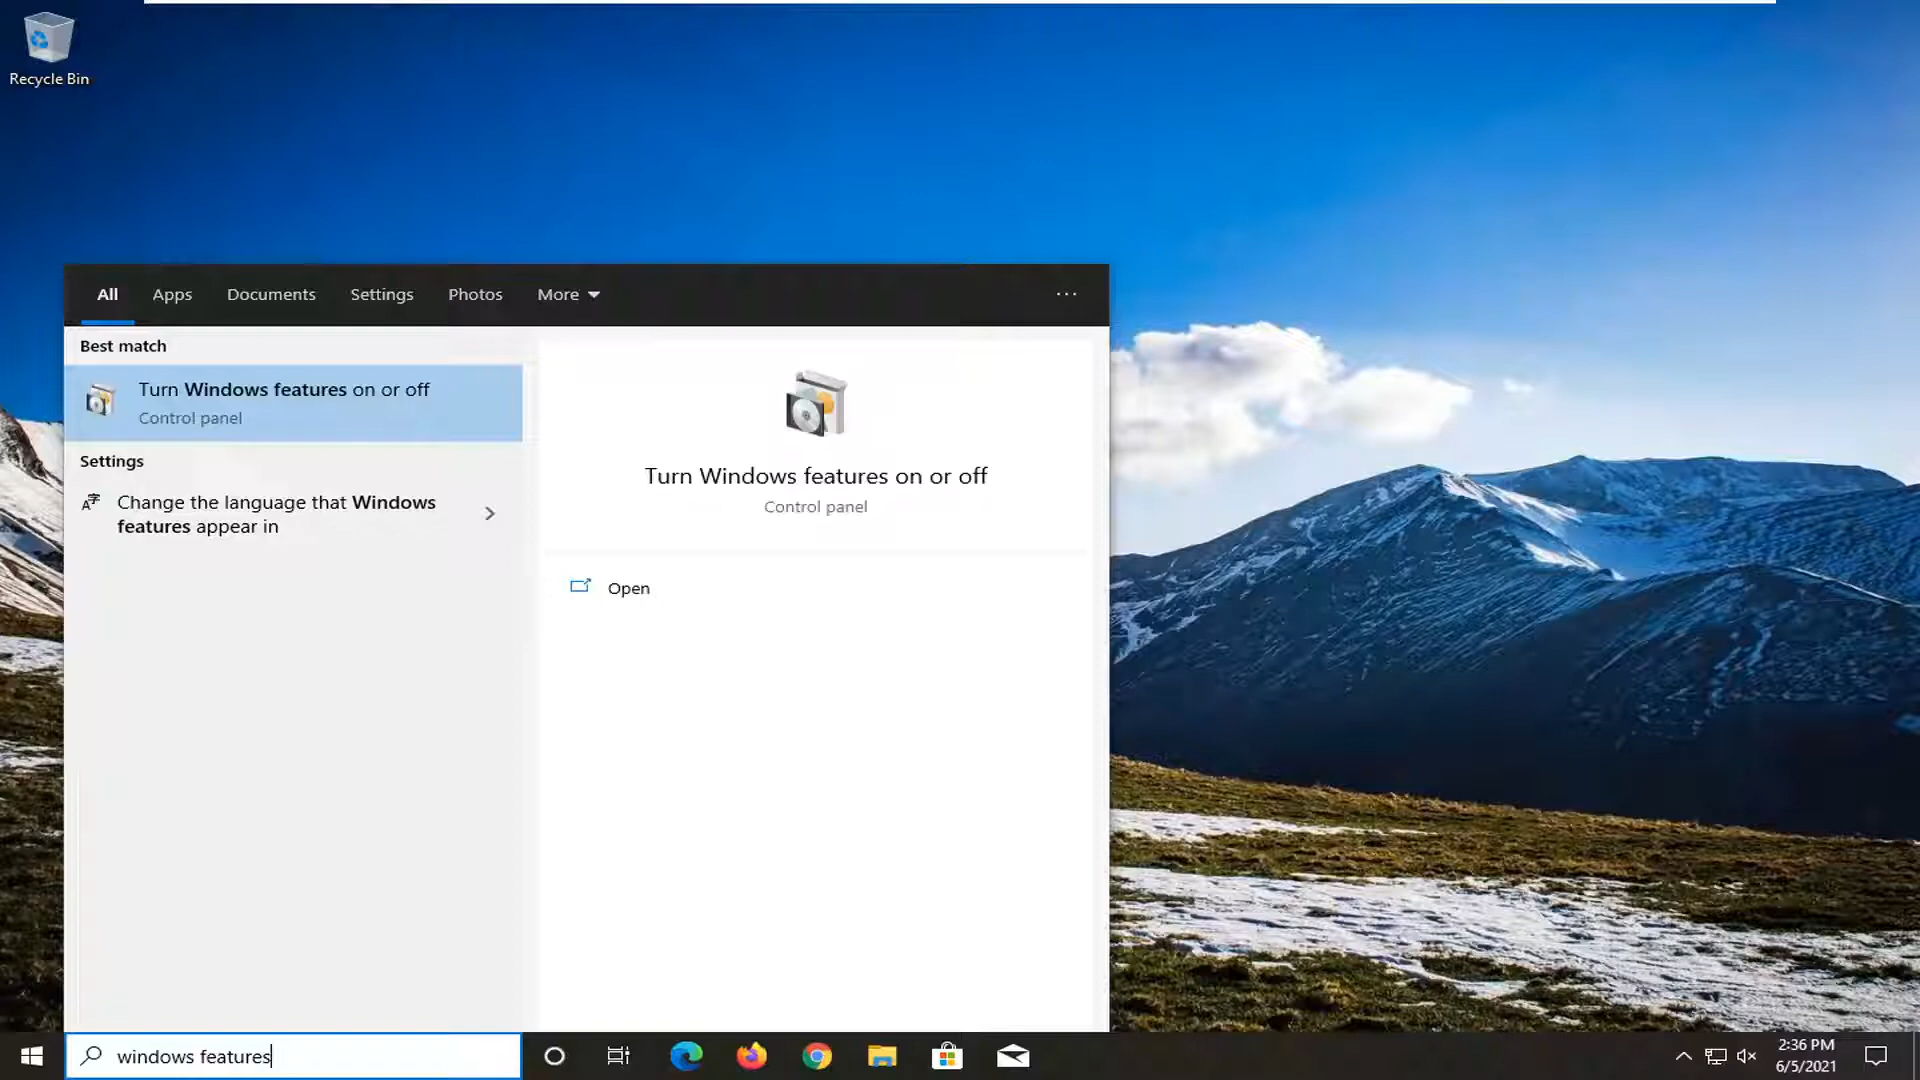 Recycle Bin
All Apps Documents Settings Photos More ...
Best match
Turn Windows features on or off
Control panel
Settings
Change the language that Windows
features appear in
Turn Windows features on or off
Control panel
Open
windows features
2:36 PM
6/5/2021